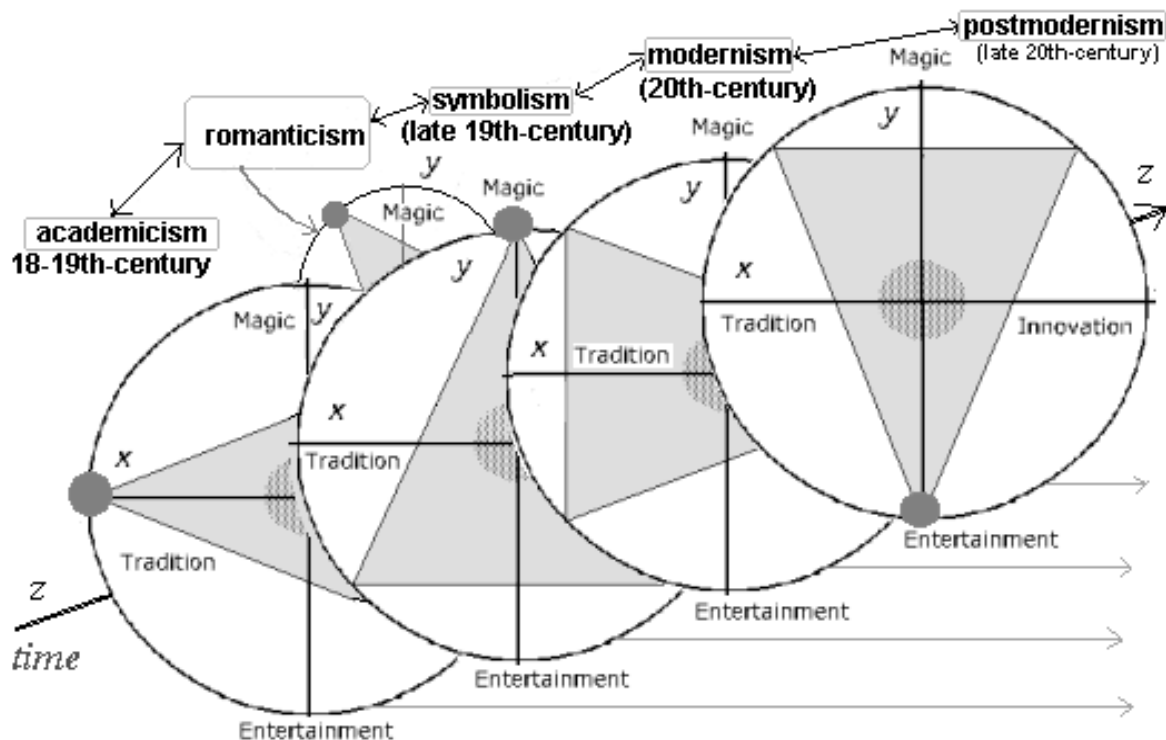 postmodernism
(late 20th-century)
Magic
modernism
(20th-century)
symbolism
(late 19th-century)
romanticism
academicism
18-19th-century
y
Magic
y
Magic
y
z
Magic
y
Magic
y
x
Tradition
Innovation
x
Tradition
x
Tradition
x
Tradition
Entertainment
z
time
Entertainment
Entertainment
Entertainment